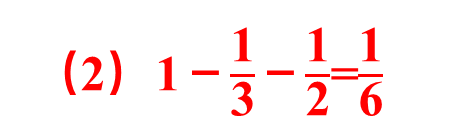 (2) 1 − 1/3 − 1/2 = 1/6